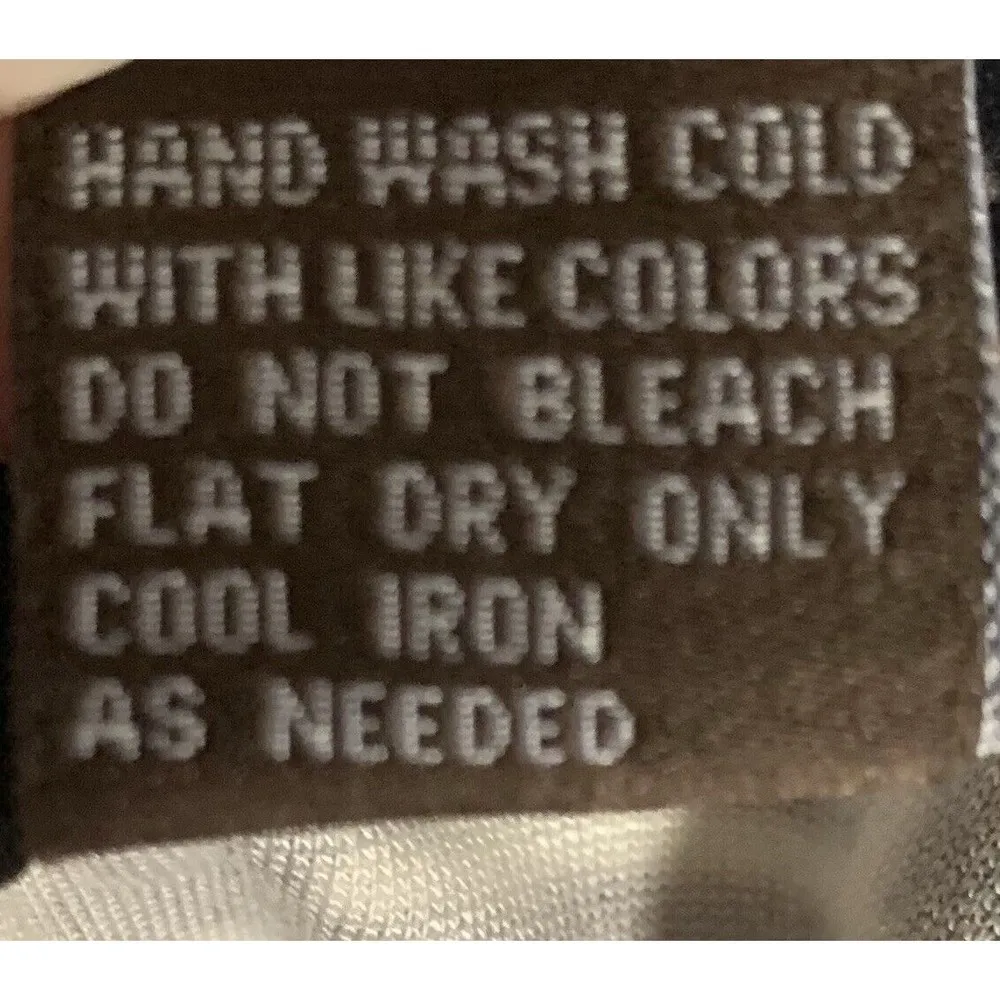 HAND WASH COLD
WITH LIKE COLORS
DO NOT BLEACH
FLAT DRY ONLY
COOL IRON
AS NEEDED